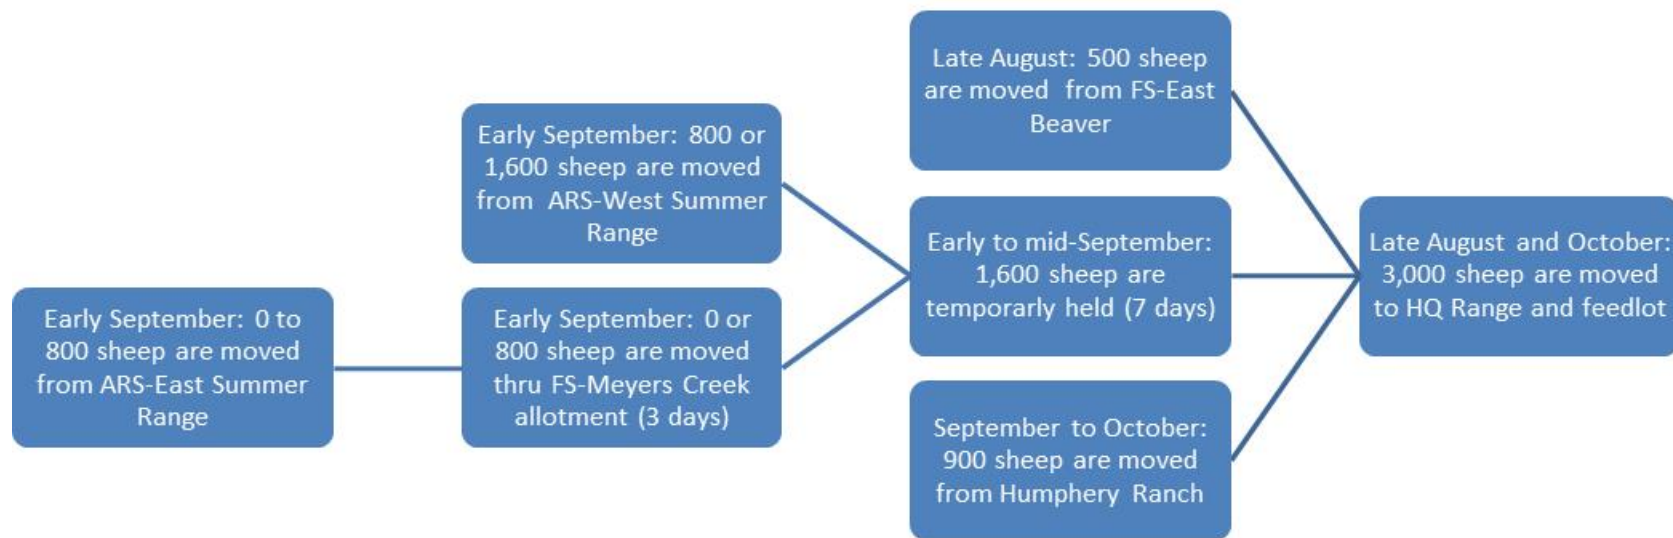 Early September: 0 to
800 sheep are moved
from ARS-East Summer
Range
Early September: 800 or
1,600 sheep are moved
from ARS-West Summer
Range
Early September: 0 or
800 sheep are moved
thru FS-Meyers Creek
allotment (3 days)
Late August: 500 sheep
are moved from FS-East
Beaver
Early to mid-September:
1,600 sheep are
temporarly held (7 days)
September to October:
900 sheep are moved
from Humphery Ranch
Late August and October:
3,000 sheep are moved
to HQ Range and feedlot